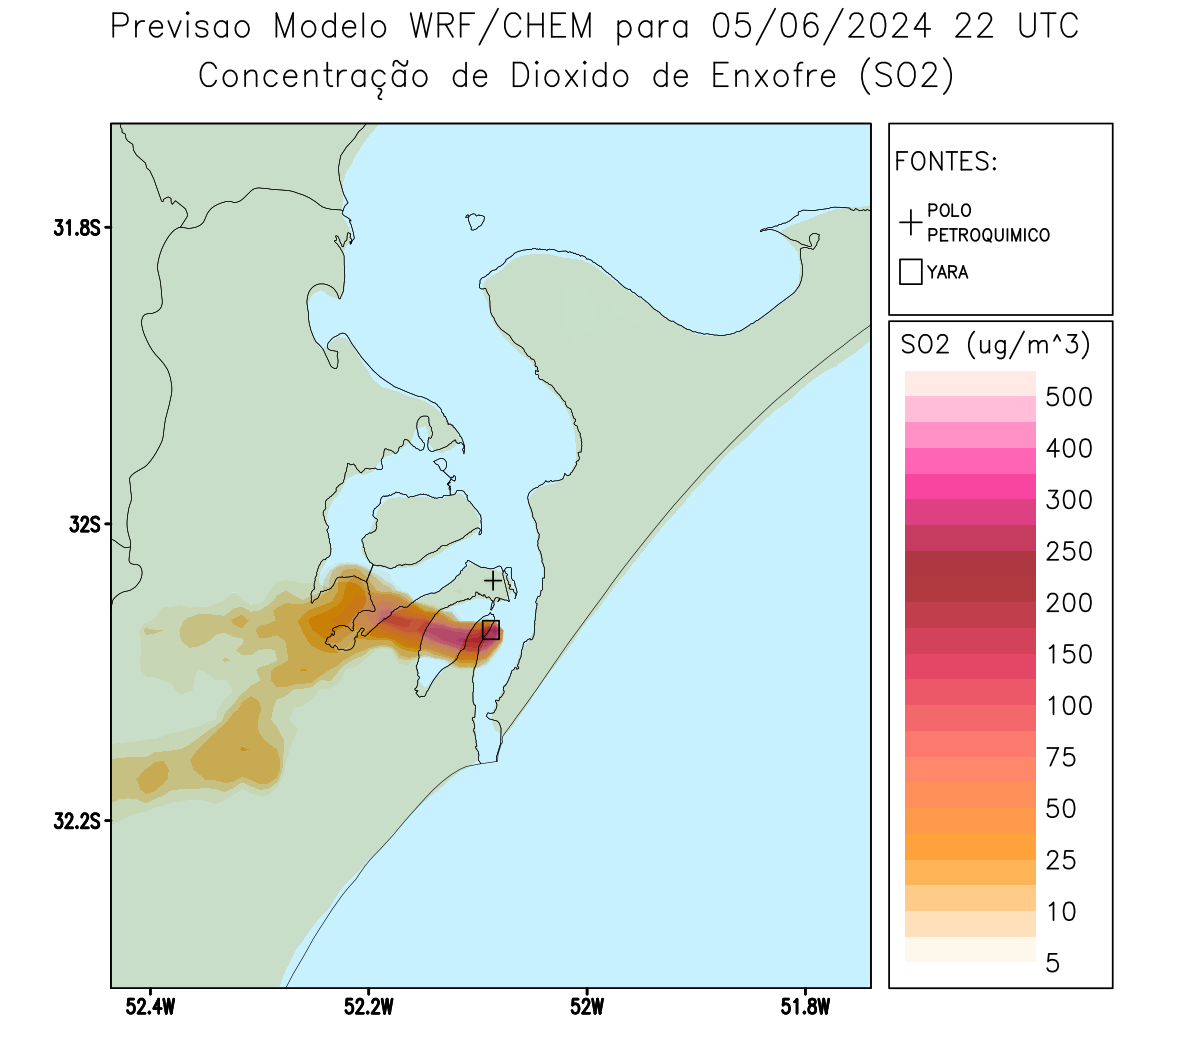 Previsao Modelo WRF/CHEM para 05/06/2024 22 UTC
Concentração de Dioxido de Enxofre (SO2)
FONTES:
POLO
PETROQUIMICO
YARA
31.8S
32S
32.2S
52.4W
52.2W
52W
51.8W
SO2 (ug/m^3)
500
400
300
250
200
150
100
75
50
25
10
5